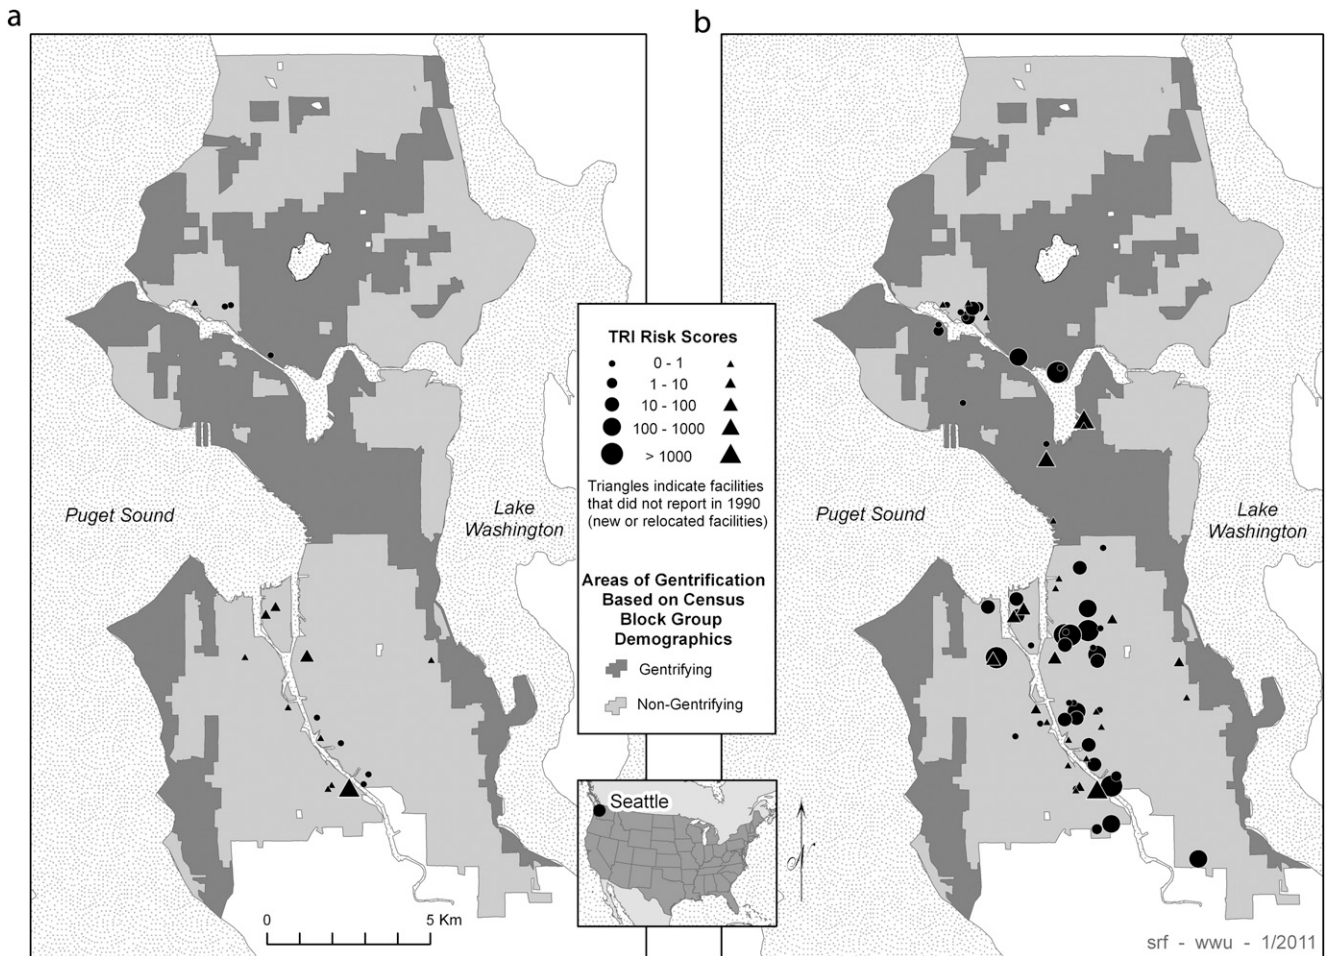 a
b
TRI Risk Scores
0 - 1
1 - 10
10 - 100
100 - 1000
> 1000
Triangles indicate facilities
that did not report in 1990
(new or relocated facilities)
Areas of Gentrification
Based on Census
Block Group
Demographics
Gentrifying
Non-Gentrifying
Puget Sound
Lake
Washington
Puget Sound
Lake
Washington
Seattle
0 5 Km
srf - wwu - 1/2011